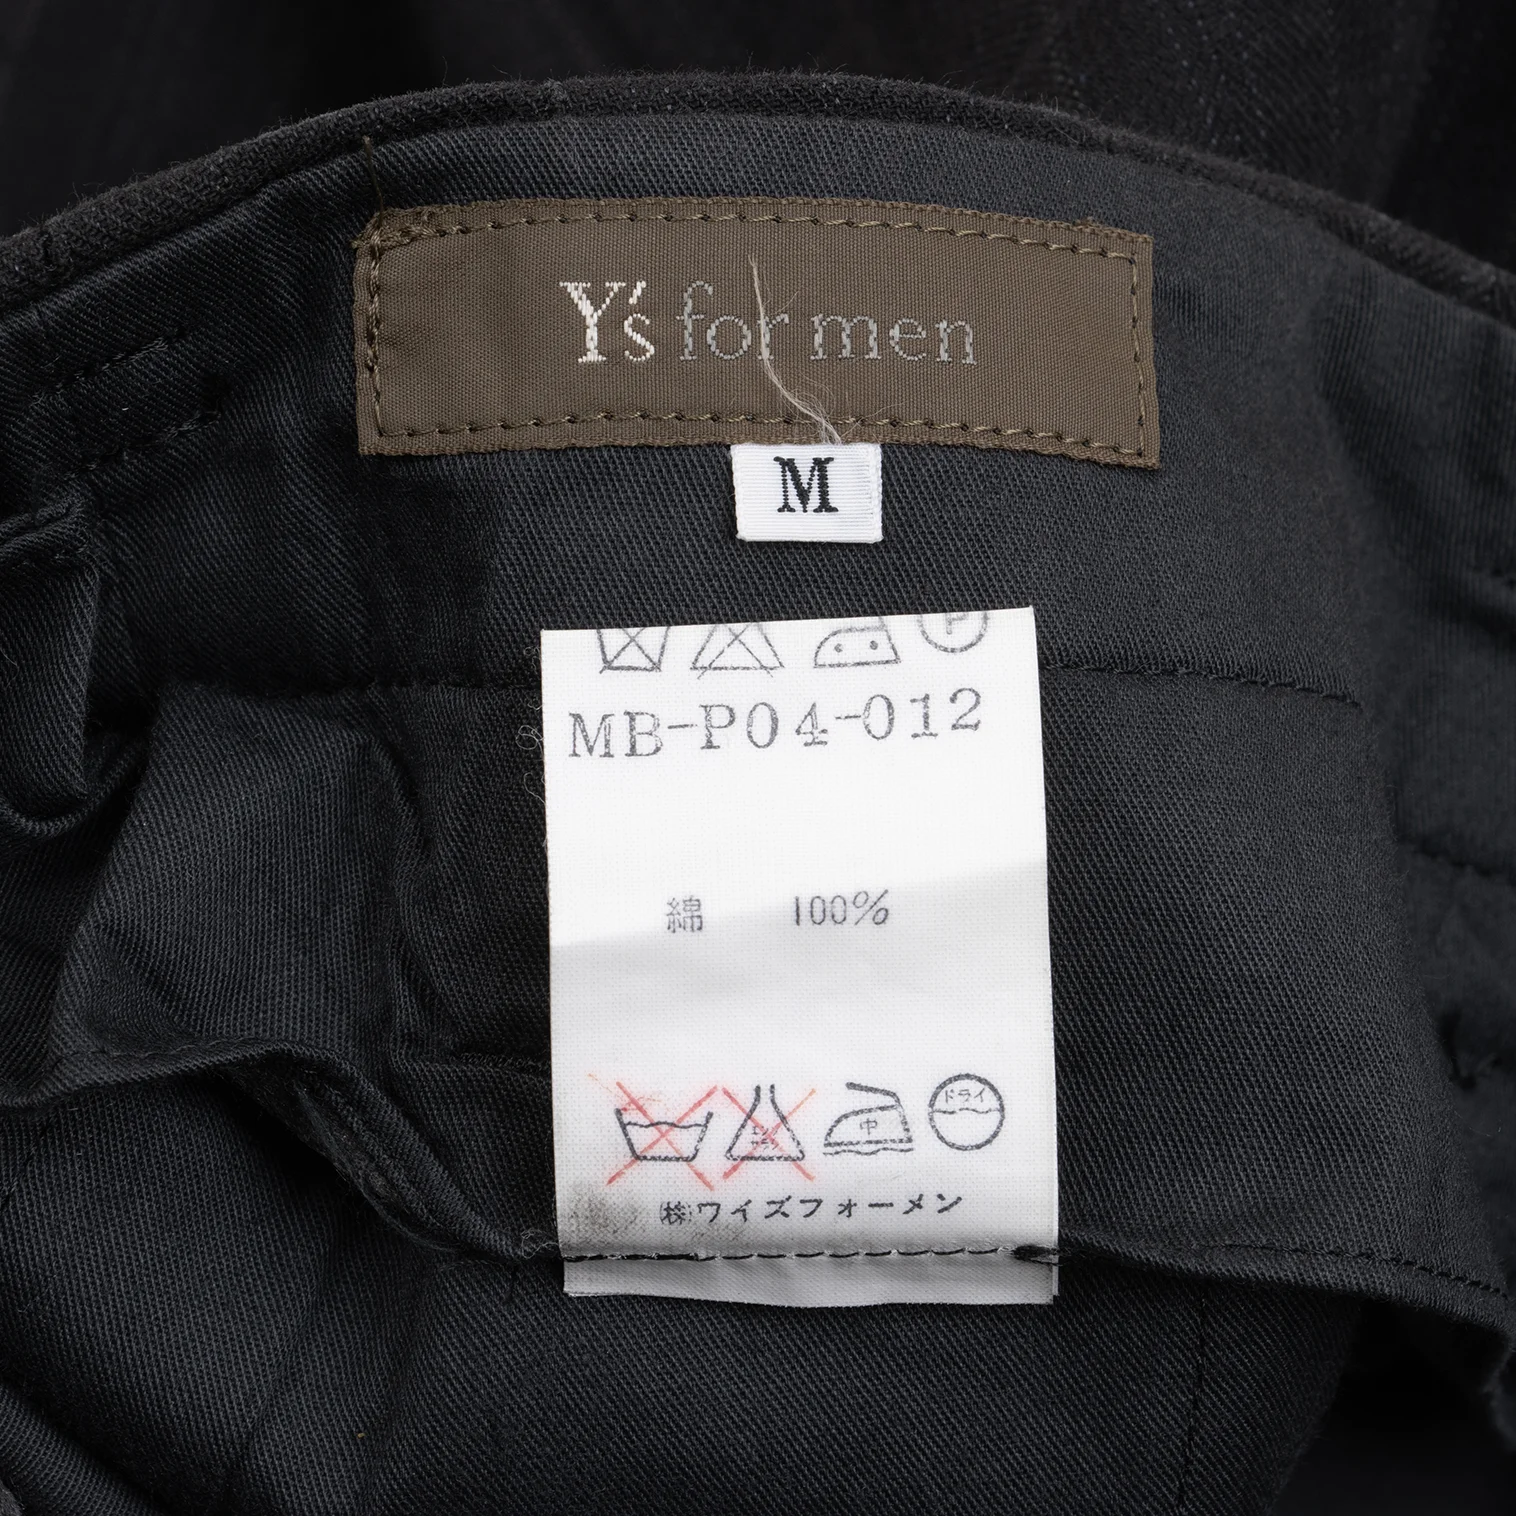 Y's for men
M
P
MB-P04-012
綿 100%
中 ドライ
㈱ワイズフォーメン